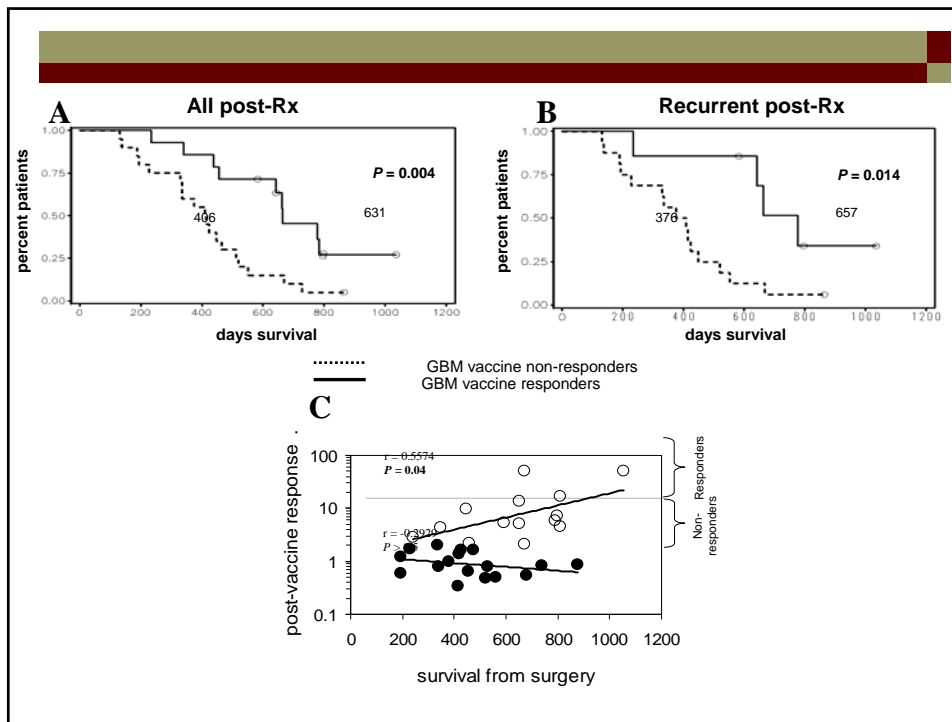 A
All post-Rx
B
Recurrent post-Rx
percent patients
1.00
0.75
0.50
0.25
0.00
P = 0.004
406
631
0
200
400
600
800
1000
1200
days survival
percent patients
1.00
0.75
0.50
0.25
0.00
P = 0.014
376
657
0
200
400
600
800
1000
1200
days survival
GBM vaccine non-responders
GBM vaccine responders
C
post-vaccine response
100
10
1
0.1
r = 0.5574
P = 0.04
r = -0.2929
P >
Responders
Non-
responders
0
200
400
600
800
1000
1200
survival from surgery